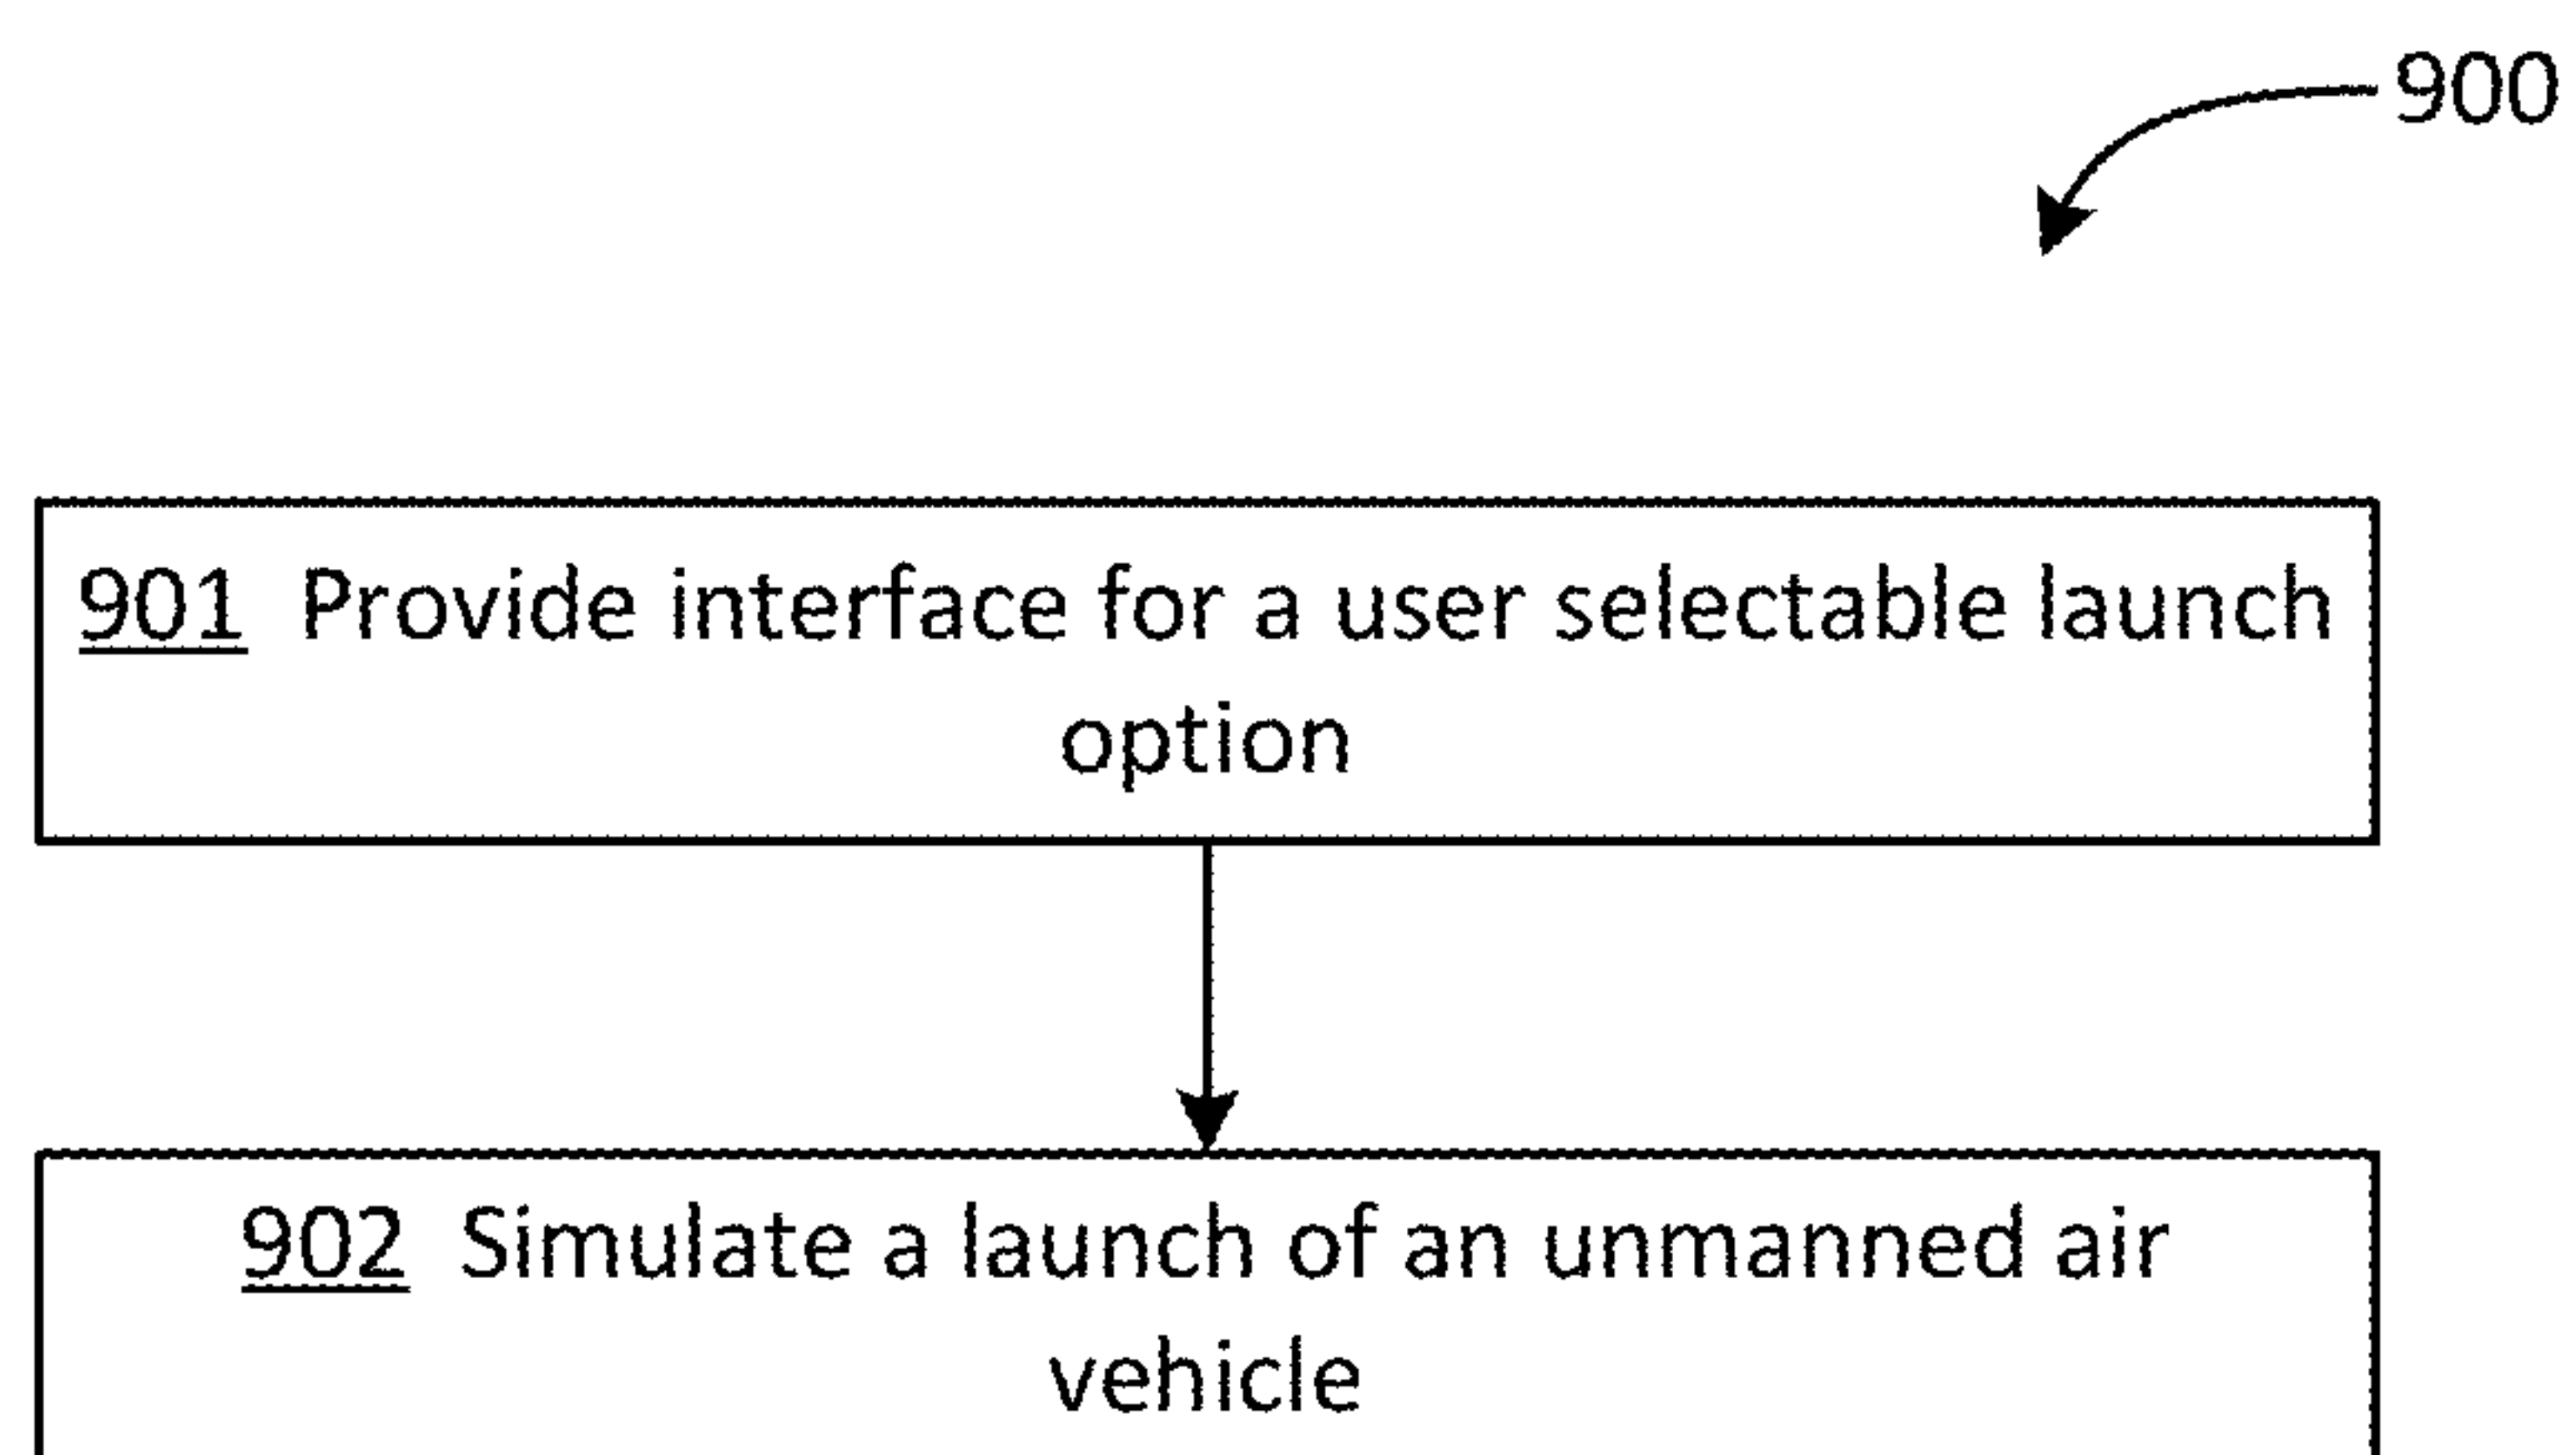 900
901 Provide interface for a user selectable launch
option
902 Simulate a launch of an unmanned air
vehicle